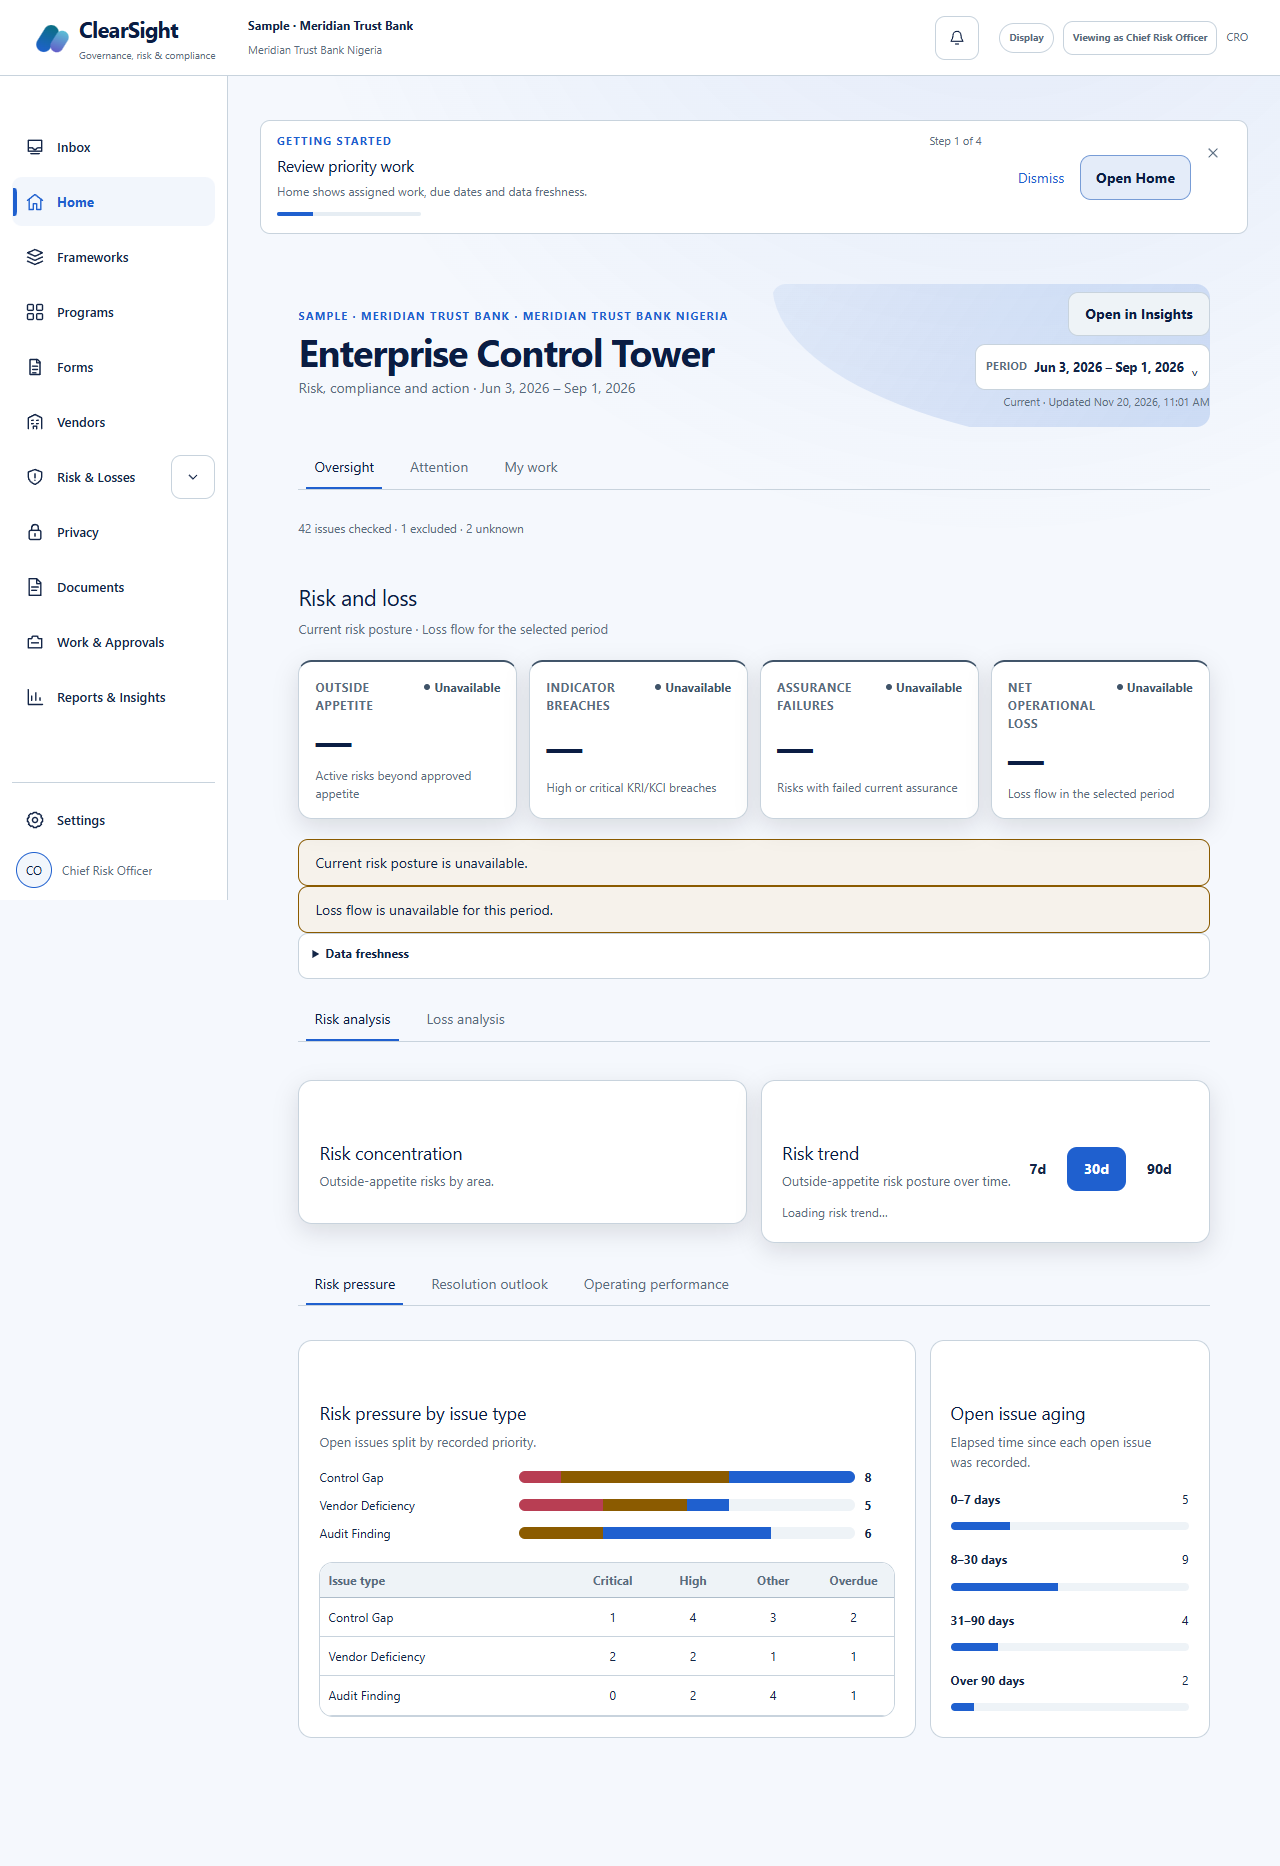 ClearSight
Governance, risk & compliance
Sample · Meridian Trust Bank
Meridian Trust Bank Nigeria
Display
Viewing as Chief Risk Officer
CRO
Inbox
Home
Frameworks
Programs
Forms
Vendors
Risk & Losses
Privacy
Documents
Work & Approvals
Reports & Insights
Settings
CO
Chief Risk Officer
GETTING STARTED
Step 1 of 4
Review priority work
Home shows assigned work, due dates and data freshness.
Dismiss
Open Home
SAMPLE · MERIDIAN TRUST BANK · MERIDIAN TRUST BANK NIGERIA
Enterprise Control Tower
Risk, compliance and action · Jun 3, 2026 – Sep 1, 2026
Open in Insights
PERIOD Jun 3, 2026 – Sep 1, 2026
Current · Updated Nov 20, 2026, 11:01 AM
Oversight
Attention
My work
42 issues checked · 1 excluded · 2 unknown
Risk and loss
Current risk posture · Loss flow for the selected period
OUTSIDE
APPETITE
Unavailable
—
Active risks beyond approved
appetite
INDICATOR
BREACHES
Unavailable
—
High or critical KRI/KCI breaches
ASSURANCE
FAILURES
Unavailable
—
Risks with failed current assurance
NET
OPERATIONAL
LOSS
Unavailable
—
Loss flow in the selected period
Current risk posture is unavailable.
Loss flow is unavailable for this period.
Data freshness
Risk analysis
Loss analysis
Risk concentration
Outside-appetite risks by area.
Risk trend
Outside-appetite risk posture over time.
7d
30d
90d
Loading risk trend...
Risk pressure
Resolution outlook
Operating performance
Risk pressure by issue type
Open issues split by recorded priority.
Control Gap 8
Vendor Deficiency 5
Audit Finding 6
Issue type Critical High Other Overdue
Control Gap 1 4 3 2
Vendor Deficiency 2 2 1 1
Audit Finding 0 2 4 1
Open issue aging
Elapsed time since each open issue
was recorded.
0–7 days 5
8–30 days 9
31–90 days 4
Over 90 days 2